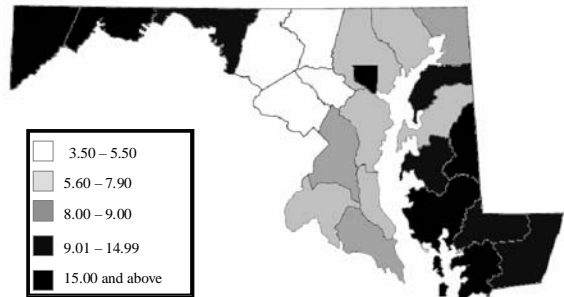 3.50 – 5.50
5.60 – 7.90
8.00 – 9.00
9.01 – 14.99
15.00 and above